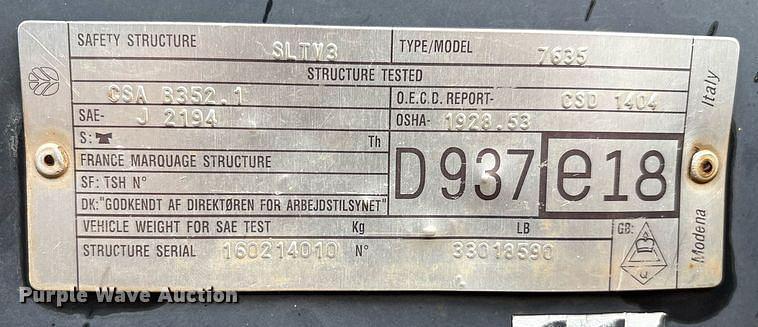 SAFETY STRUCTURE SLTV3 TYPE/MODEL 7635
STRUCTURE TESTED
CSA B352.1 O.E.C.D. REPORT- CSD 1404
SAE- J 2194 OSHA- 1928.53
S: Th
FRANCE MARQUAGE STRUCTURE
SF: TSH N°
D937 e18
DK: "GODKENDT AF DIREKTØREN FOR ARBEJDSTILSYNET"
VEHICLE WEIGHT FOR SAE TEST Kg LB
STRUCTURE SERIAL 160214010 N° 33018590
GB: Q
Italy
Modena
Purple Wave Auction